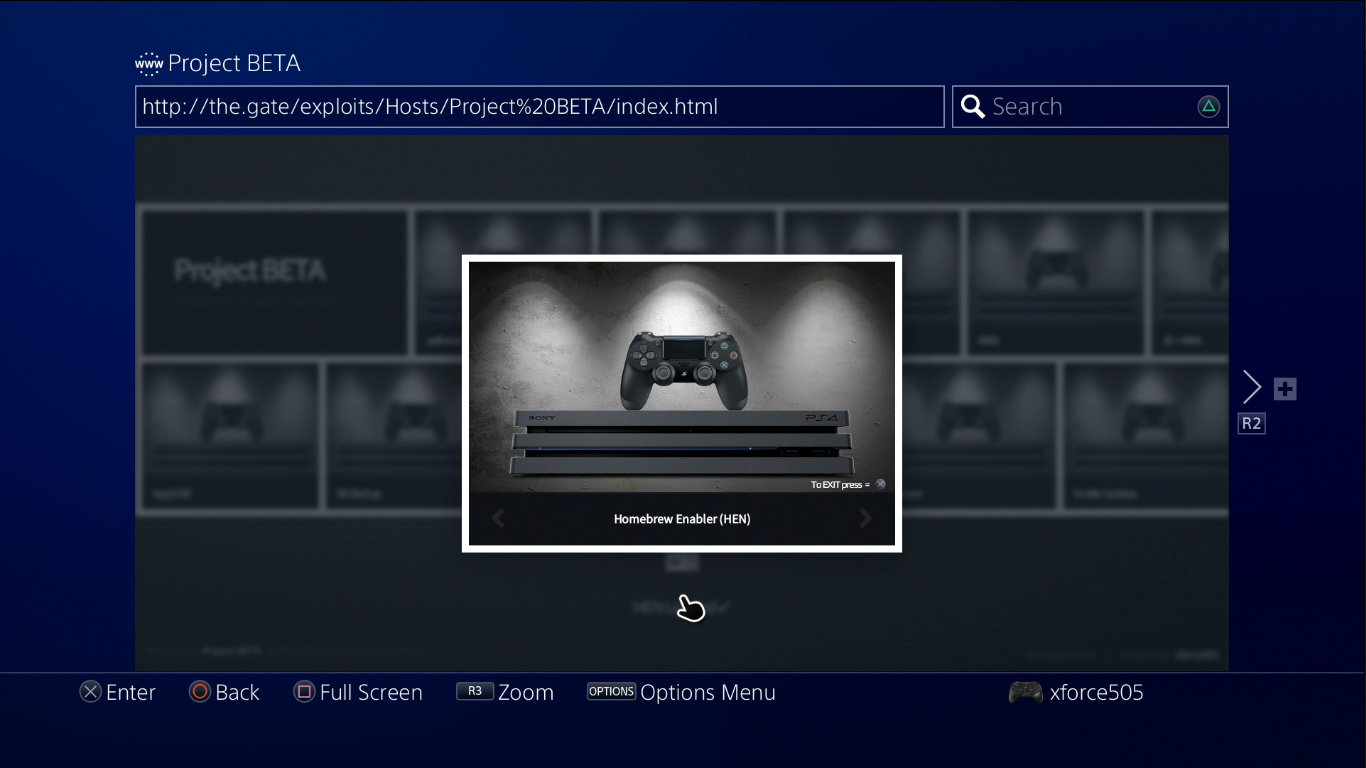 www Project BETA
http://the.gate/exploits/Hosts/Project%20BETA/index.html
Search
Project BETA
SONY PS4
To EXIT press =
Homebrew Enabler (HEN)
R2
Enter Back Full Screen R3 Zoom OPTIONS Options Menu xforce505